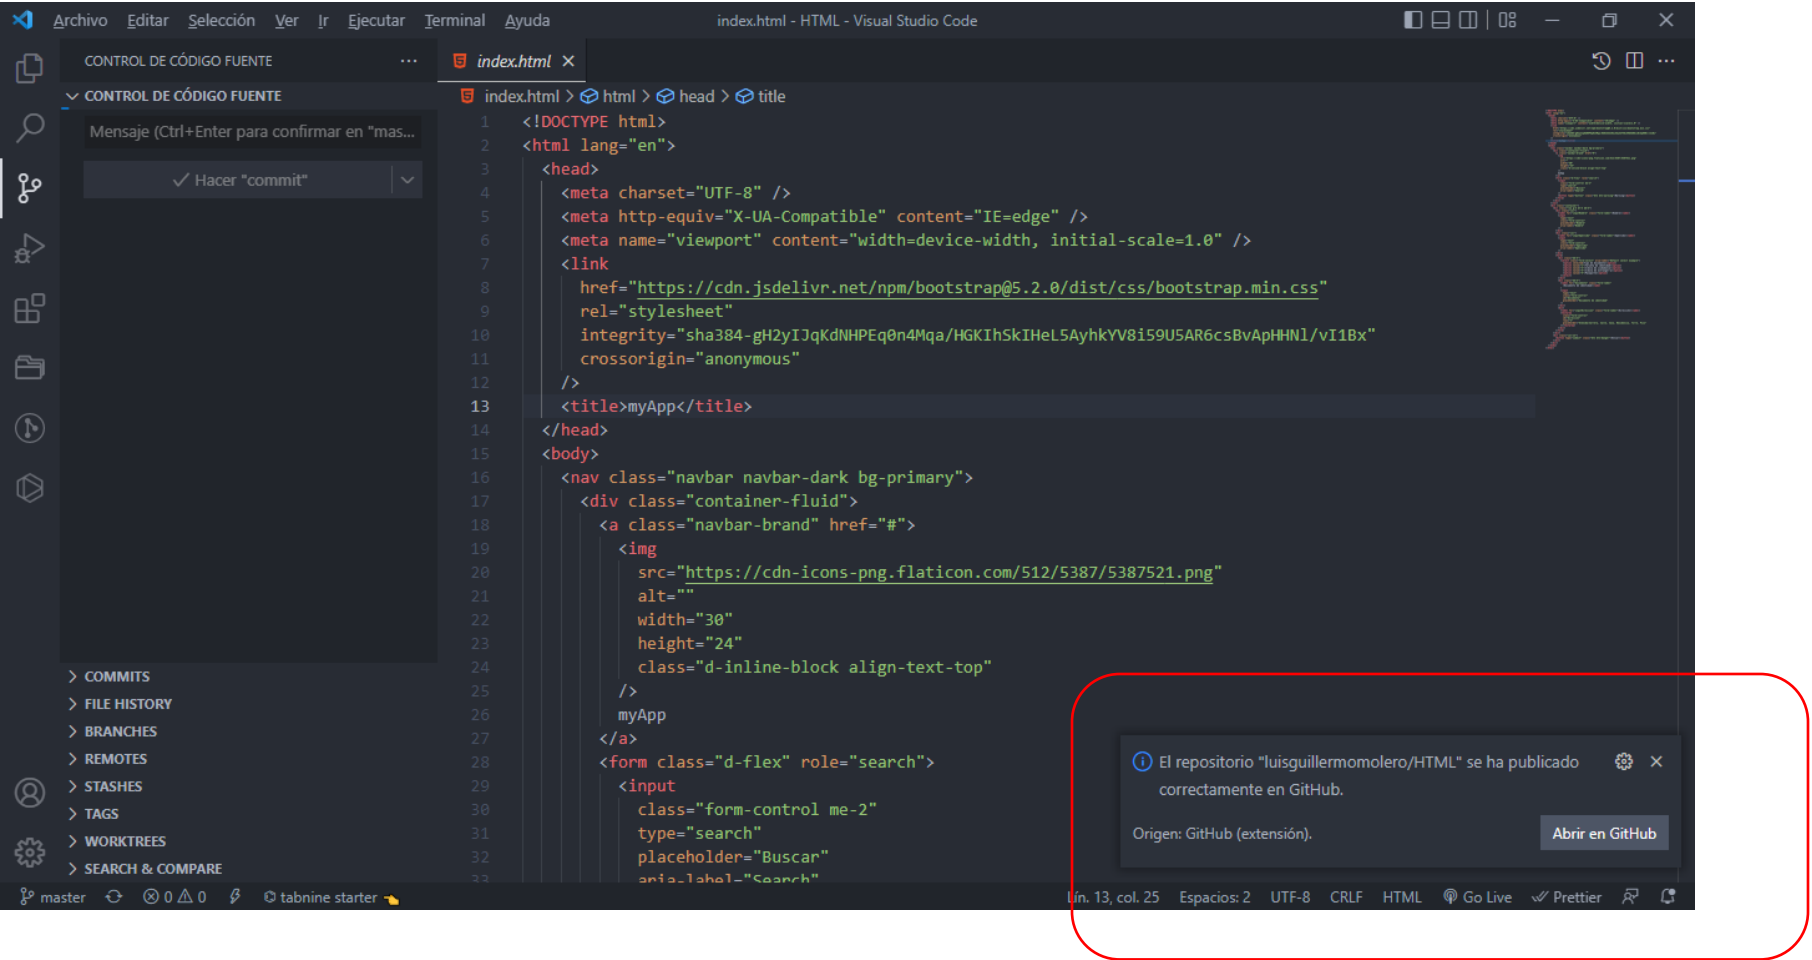 Archivo Editar Selección Ver Ir Ejecutar Terminal Ayuda
index.html - HTML - Visual Studio Code
CONTROL DE CÓDIGO FUENTE
CONTROL DE CÓDIGO FUENTE
Mensaje (Ctrl+Enter para confirmar en "mas...
Hacer "commit"
COMMITS
FILE HISTORY
BRANCHES
REMOTES
STASHES
TAGS
WORKTREES
SEARCH & COMPARE
index.html
index.html > html > head > title
1 <!DOCTYPE html>
2 <html lang="en">
3 <head>
4 <meta charset="UTF-8" />
5 <meta http-equiv="X-UA-Compatible" content="IE=edge" />
6 <meta name="viewport" content="width=device-width, initial-scale=1.0" />
7 <link
8 href="https://cdn.jsdelivr.net/npm/bootstrap@5.2.0/dist/css/bootstrap.min.css"
9 rel="stylesheet"
10 integrity="sha384-gH2yIJqKdNHPEq0n4Mqa/HGKIhSkIHeL5AyhkYV8i59U5AR6csBvApHHNl/vI1Bx"
11 crossorigin="anonymous"
12 />
13 <title>myApp</title>
14 </head>
15 <body>
16 <nav class="navbar navbar-dark bg-primary">
17 <div class="container-fluid">
18 <a class="navbar-brand" href="#">
19 <img
20 src="https://cdn-icons-png.flaticon.com/512/5387/5387521.png"
21 alt=""
22 width="30"
23 height="24"
24 class="d-inline-block align-text-top"
25 />
26 myApp
27 </a>
28 <form class="d-flex" role="search">
29 <input
30 class="form-control me-2"
31 type="search"
32 placeholder="Buscar"
33 aria-label="Search"
El repositorio "luisguillermomolero/HTML" se ha publicado
correctamente en GitHub.
Origen: GitHub (extensión).
Abrir en GitHub
master 0 0 tabnine starter
Lín. 13, col. 25 Espacios: 2 UTF-8 CRLF HTML Go Live Prettier